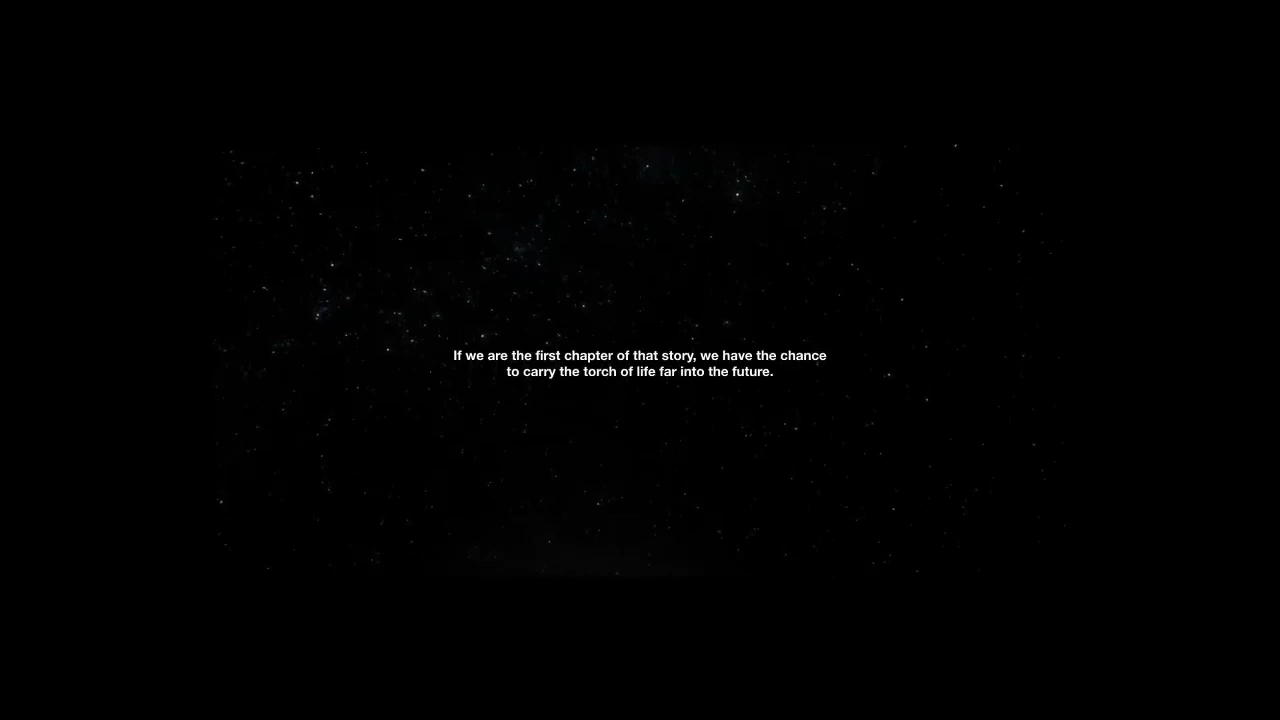 If we are the first chapter of that story, we have the chance
to carry the torch of life far into the future.